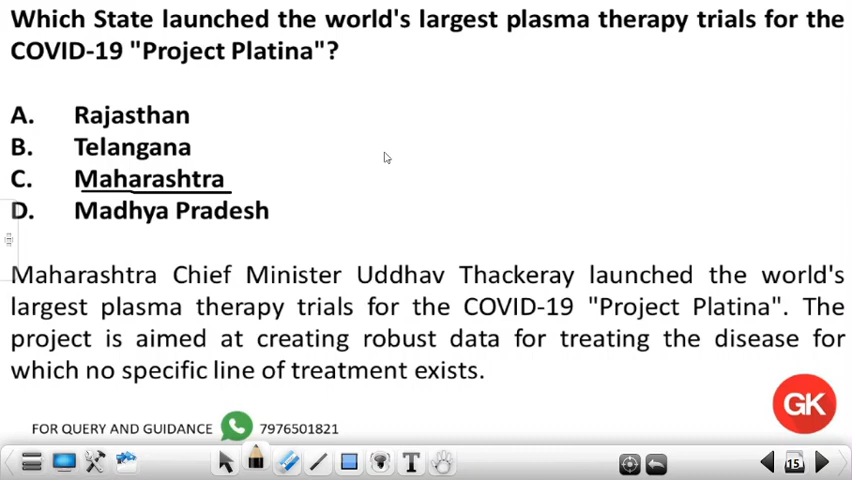 Which State launched the world's largest plasma therapy trials for the
COVID-19 "Project Platina"?
A. Rajasthan
B. Telangana
C. Maharashtra
D. Madhya Pradesh
Maharashtra Chief Minister Uddhav Thackeray launched the world's
largest plasma therapy trials for the COVID-19 "Project Platina". The
project is aimed at creating robust data for treating the disease for
which no specific line of treatment exists.
GK
FOR QUERY AND GUIDANCE 7976501821
T
15